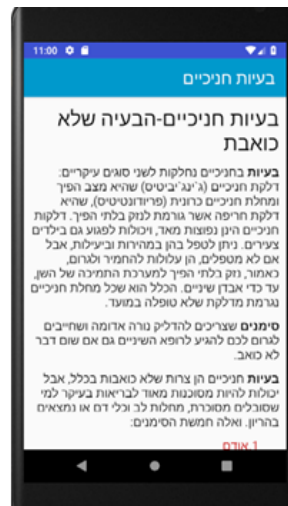 11:00
בעיות חניכיים
בעיות חניכיים-הבעיה שלא
כואבת
בעיות בחניכיים נחלקות לשני סוגים עיקריים:
דלקת חניכיים (ג'ינג'יביטיס) שהיא מצב הפיך
ומחלת חניכיים כרונית (פריודונטיטיס), שהיא
דלקת חריפה אשר גורמת לנזק בלתי הפיך. דלקות
חניכיים הינן נפוצות מאד, ויכולות לפגוע גם בילדים
צעירים. ניתן לטפל בהן במהירות וביעילות, אבל
אם לא מטפלים, הן עלולות להחמיר ולגרום,
כאמור, נזק בלתי הפיך למערכת התמיכה של השן,
עד כדי אבדן שיניים. הכלל הוא שכל מחלת חניכיים
נגרמת מדלקת שלא טופלה במועד.
סימנים שצריכים להדליק נורה אדומה ושחייבים
לגרום לכם להגיע לרופא השיניים גם אם שום דבר
לא כואב.
בעיות חניכיים הן צרות שלא כואבות בכלל, אבל
יכולות להיות מסוכנות מאוד לבריאות בעיקר למי
שסובלים מסוכרת, מחלות לב וכלי דם או נמצאים
בהריון. ואלה חמשת הסימנים:
1. אודם